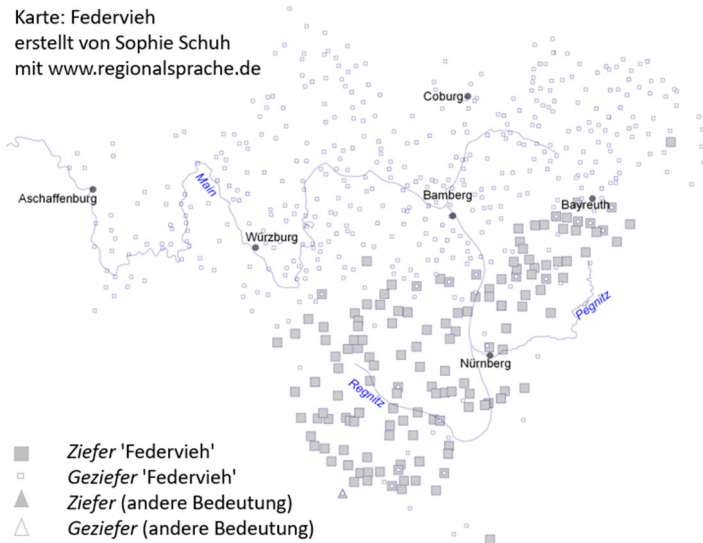 Karte: Federvieh
erstellt von Sophie Schuh
mit www.regionalsprache.de
Coburg
Aschaffenburg
Main
Bamberg
Bayreuth
Würzburg
Pegnitz
Nürnberg
Regnitz
Ziefer 'Federvieh'
Geziefer 'Federvieh'
Ziefer (andere Bedeutung)
Geziefer (andere Bedeutung)